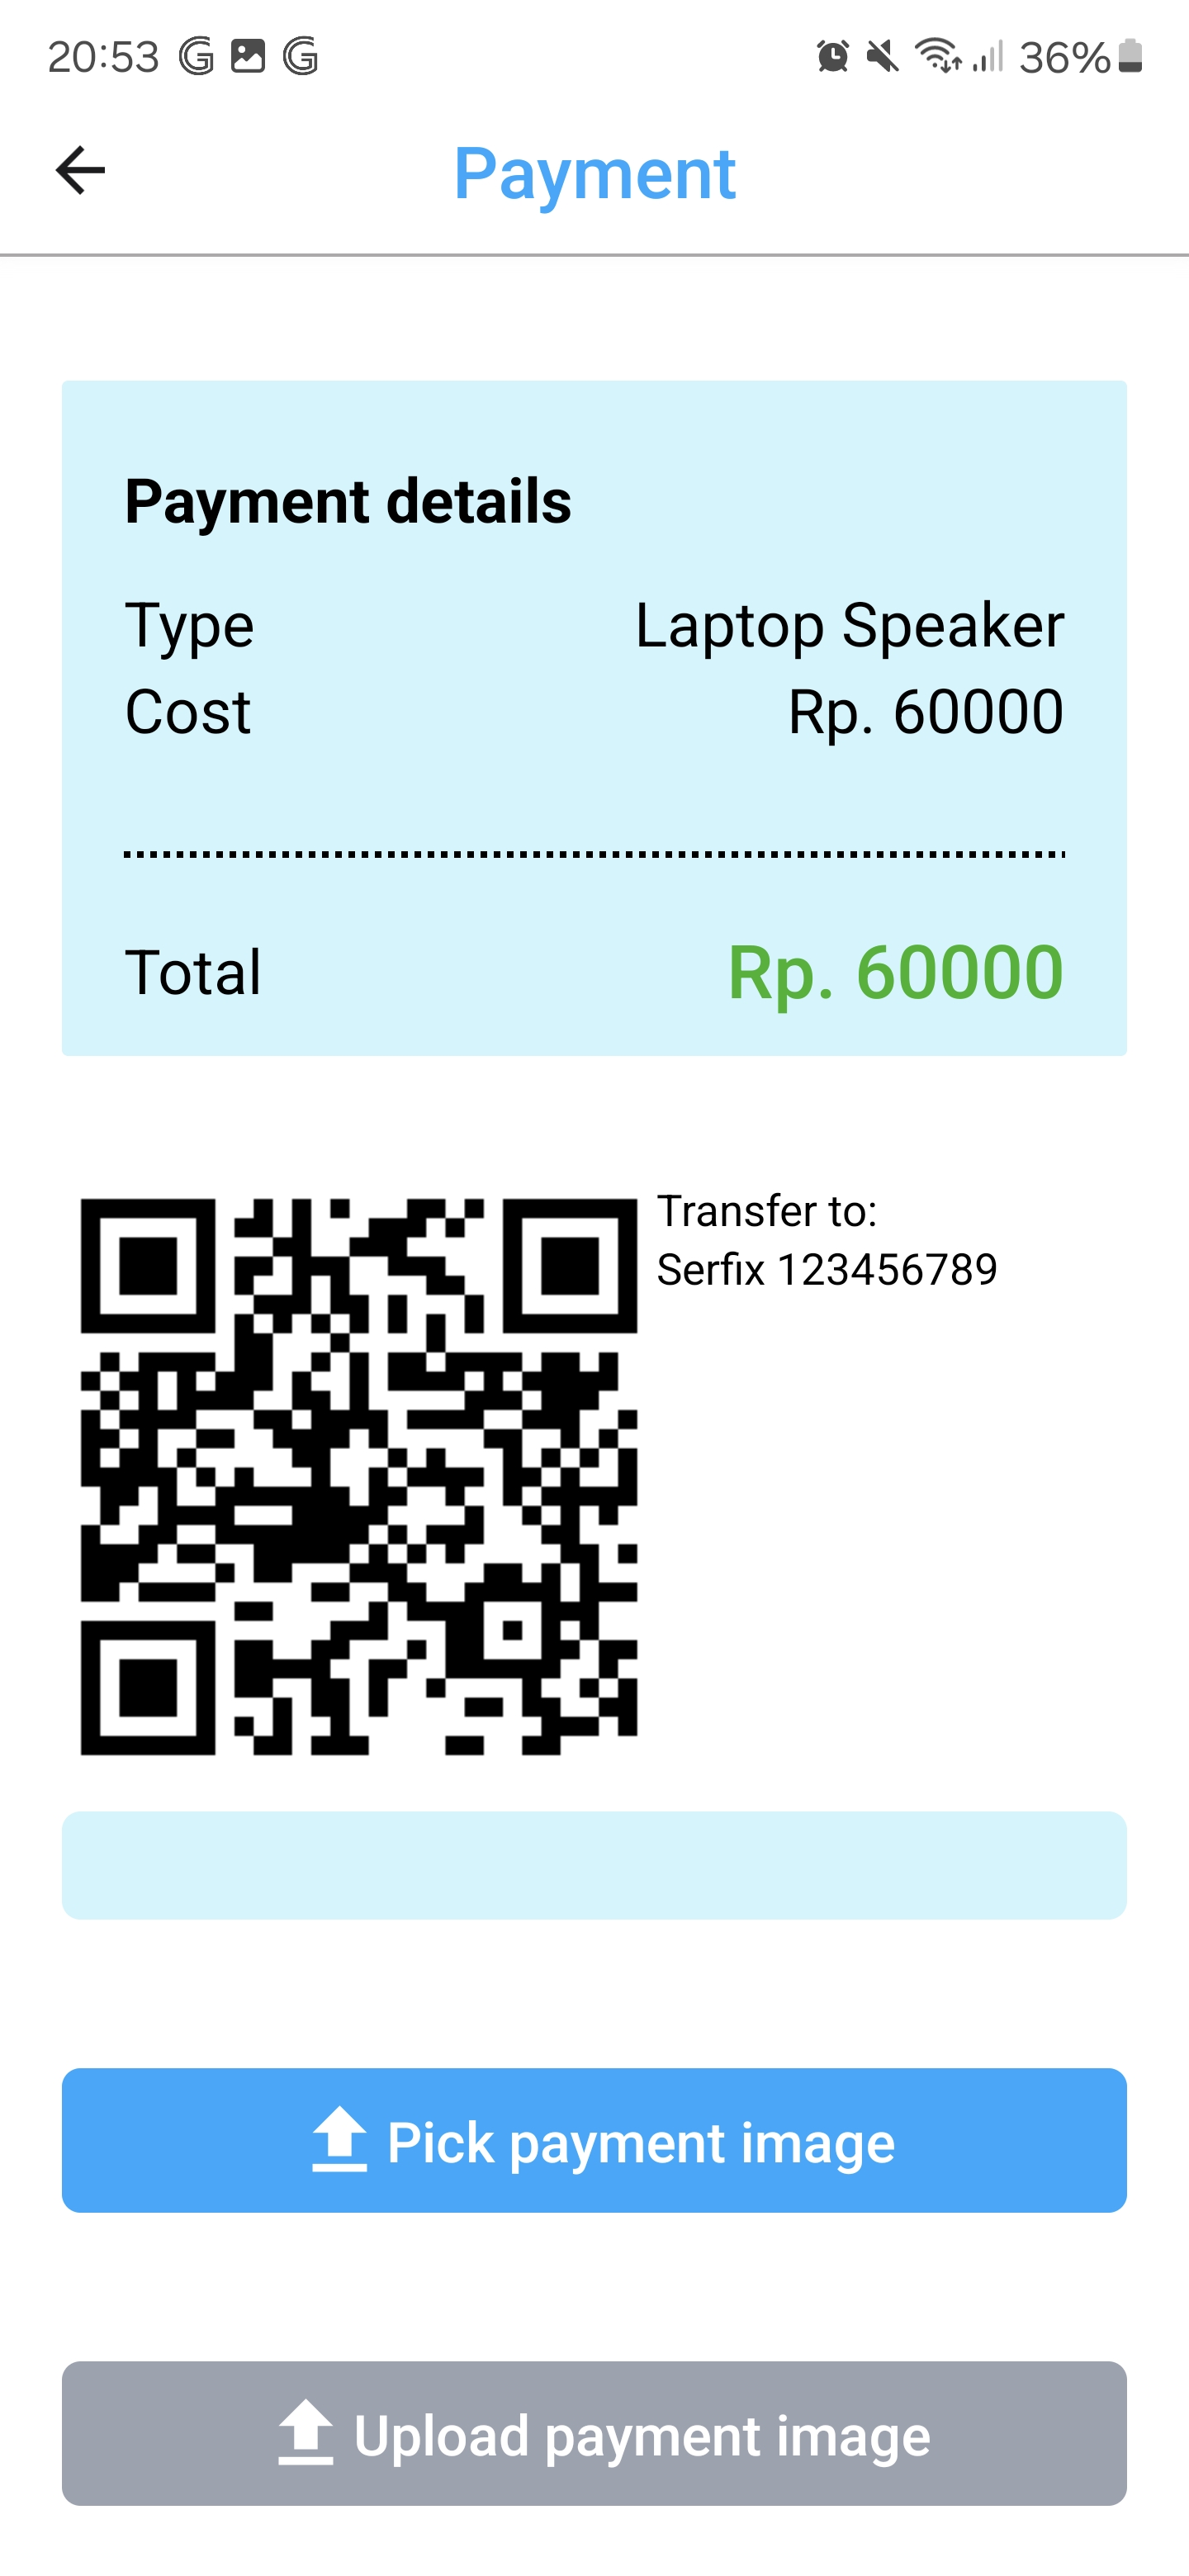 20:53
36%
Payment
Payment details
Type Laptop Speaker
Cost Rp. 60000
Total Rp. 60000
Transfer to:
Serfix 123456789
Pick payment image
Upload payment image